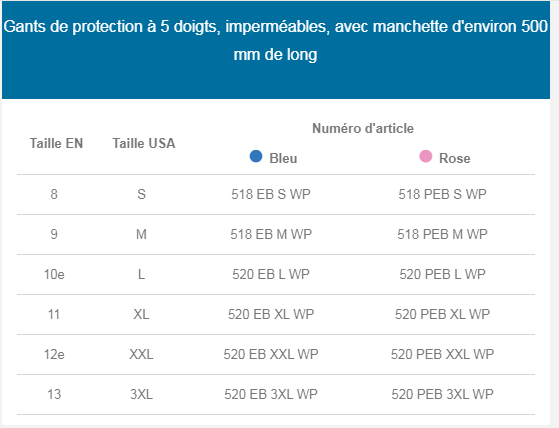 Gants de protection à 5 doigts, imperméables, avec manchette d'environ 500
mm de long
Numéro d'article
Taille EN Taille USA
Bleu Rose
8 S 518 EB S WP 518 PEB S WP
9 M 518 EB M WP 518 PEB M WP
10e L 520 EB L WP 520 PEB L WP
11 XL 520 EB XL WP 520 PEB XL WP
12e XXL 520 EB XXL WP 520 PEB XXL WP
13 3XL 520 EB 3XL WP 520 PEB 3XL WP